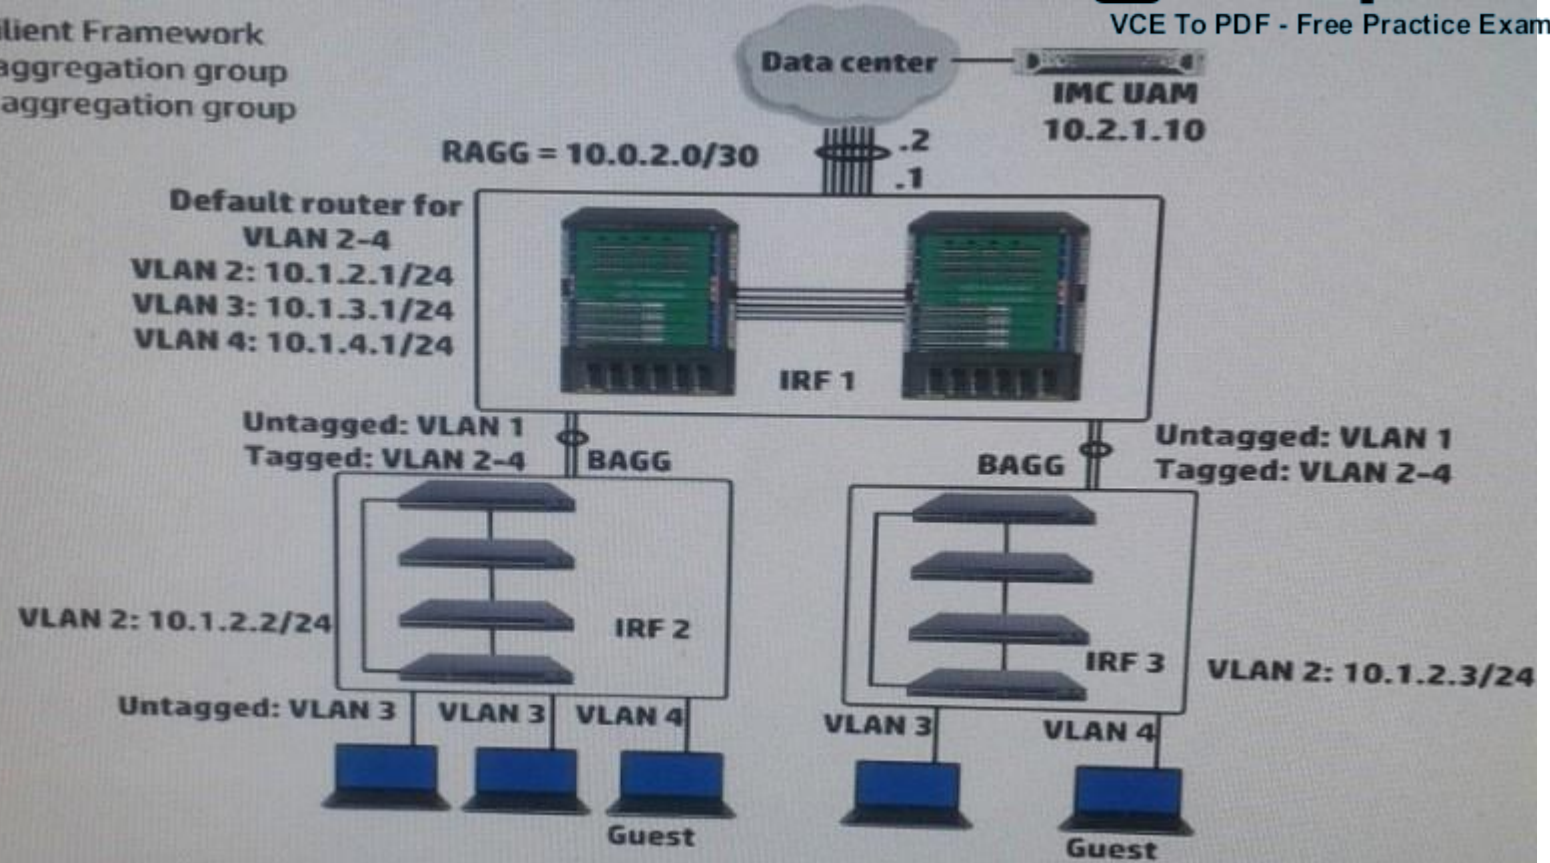 VCE To PDF - Free Practice Exam
ilient Framework
aggregation group
aggregation group
Data center
IMC UAM
10.2.1.10
RAGG = 10.0.2.0/30
.2
.1
Default router for
VLAN 2-4
VLAN 2: 10.1.2.1/24
VLAN 3: 10.1.3.1/24
VLAN 4: 10.1.4.1/24
IRF 1
Untagged: VLAN 1
Tagged: VLAN 2-4
BAGG
BAGG
Untagged: VLAN 1
Tagged: VLAN 2-4
VLAN 2: 10.1.2.2/24
IRF 2
IRF 3
VLAN 2: 10.1.2.3/24
Untagged: VLAN 3
VLAN 3
VLAN 4
VLAN 3
VLAN 4
Guest
Guest